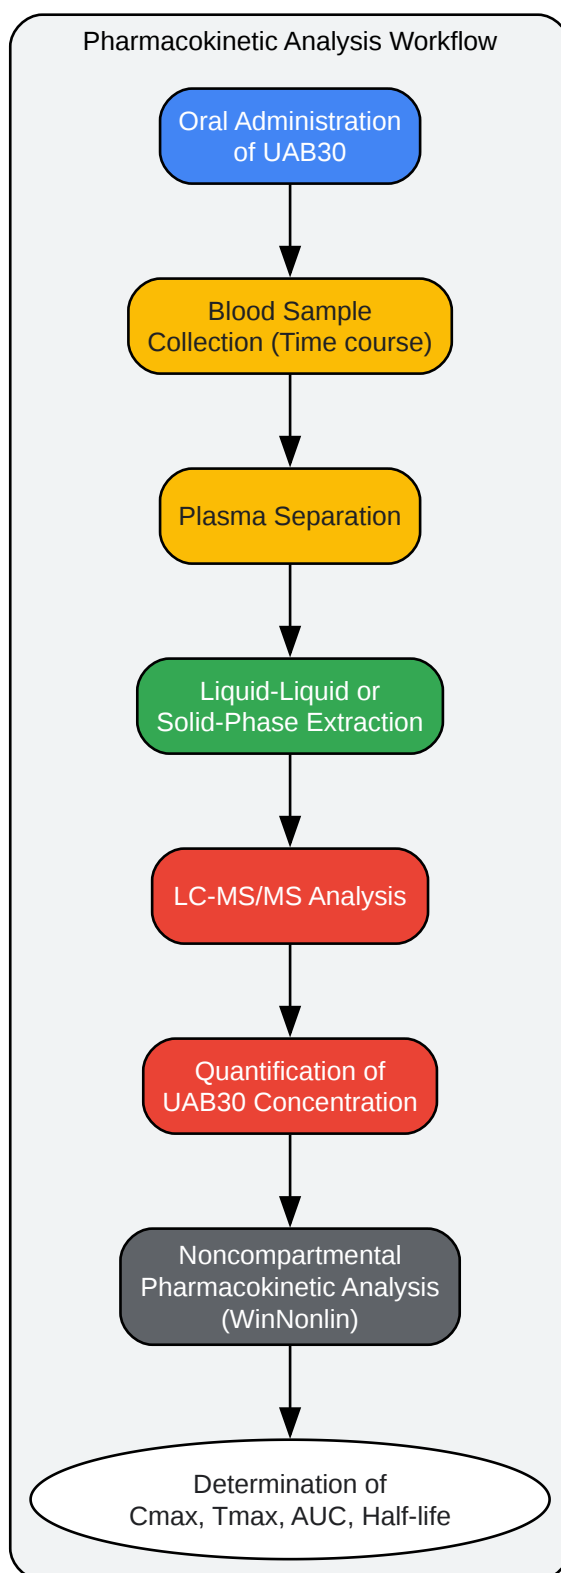 Pharmacokinetic Analysis Workflow
Oral Administration
of UAB30
Blood Sample
Collection (Time course)
Plasma Separation
Liquid-Liquid or
Solid-Phase Extraction
LC-MS/MS Analysis
Quantification of
UAB30 Concentration
Noncompartmental
Pharmacokinetic Analysis
(WinNonlin)
Determination of
Cmax, Tmax, AUC, Half-life